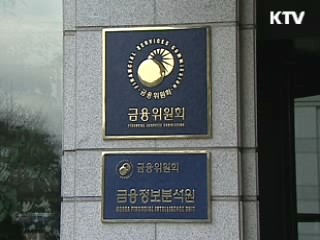 KTV
FINANCIAL SERVICES COMMISSION
금융위원회
금융위원회
FINANCIAL SERVICES COMMISSION
금융위원회
금융정보분석원
KOREA FINANCIAL INTELLIGENCE UNIT